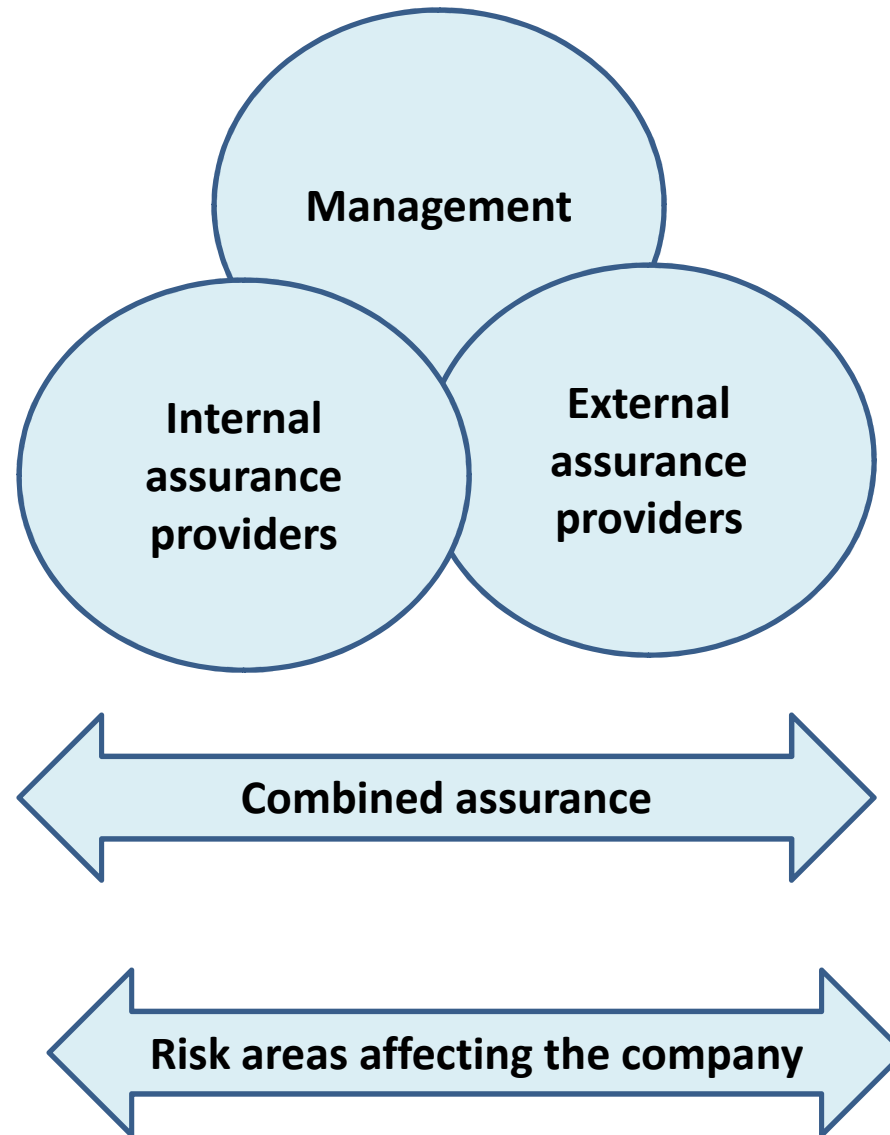 Management
Internal
assurance
providers
External
assurance
providers
Combined assurance
Risk areas affecting the company